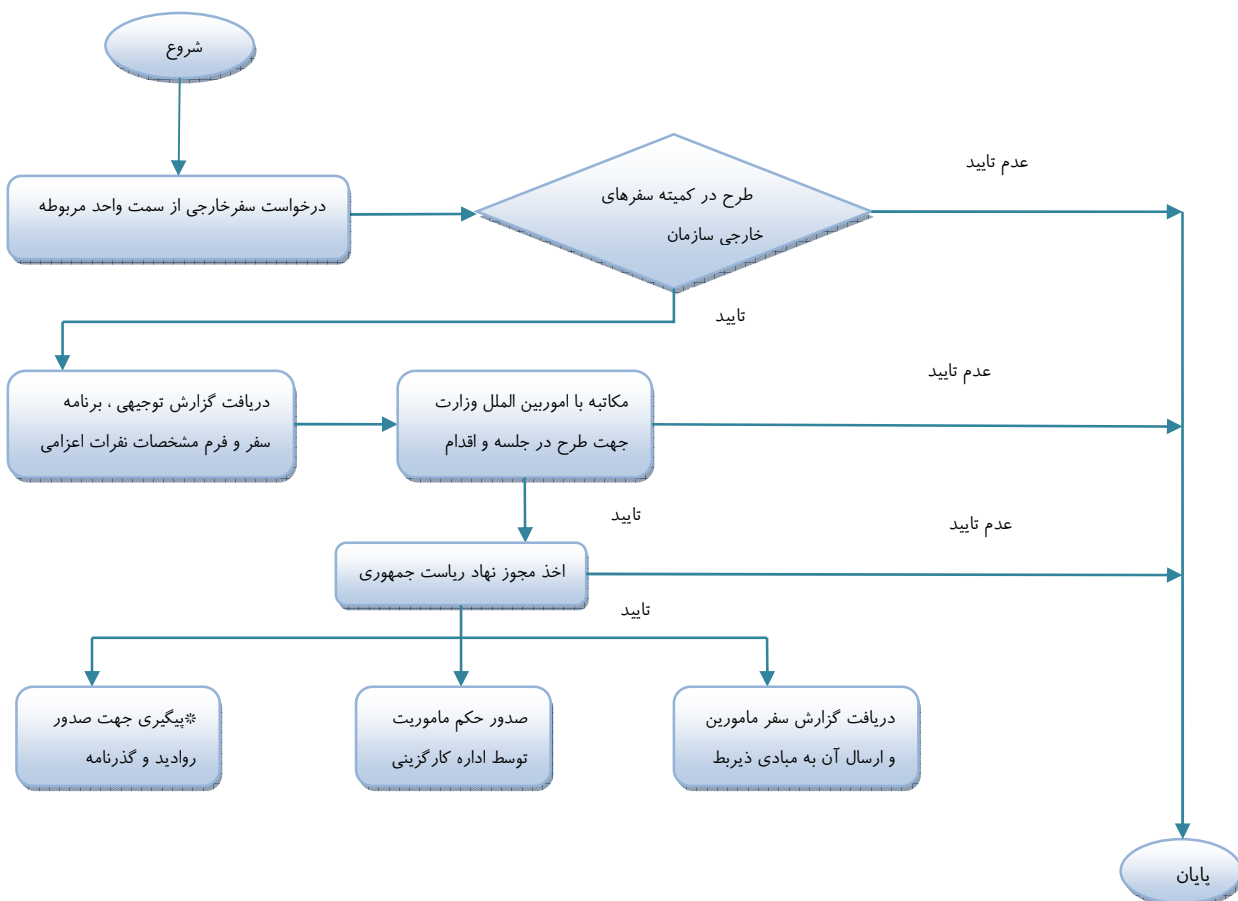 شروع
درخواست سفرخارجی از سمت واحد مربوطه
طرح در کمیته سفرهای
خارجی سازمان
عدم تایید
تایید
دریافت گزارش توجیهی ، برنامه
سفر و فرم مشخصات نفرات اعزامی
مکاتبه با اموربین الملل وزارت
جهت طرح در جلسه و اقدام
عدم تایید
تایید
اخذ مجوز نهاد ریاست جمهوری
عدم تایید
تایید
*پیگیری جهت صدور
روادید و گذرنامه
صدور حکم ماموریت
توسط اداره کارگزینی
دریافت گزارش سفر مامورین
و ارسال آن به مبادی ذیربط
پایان